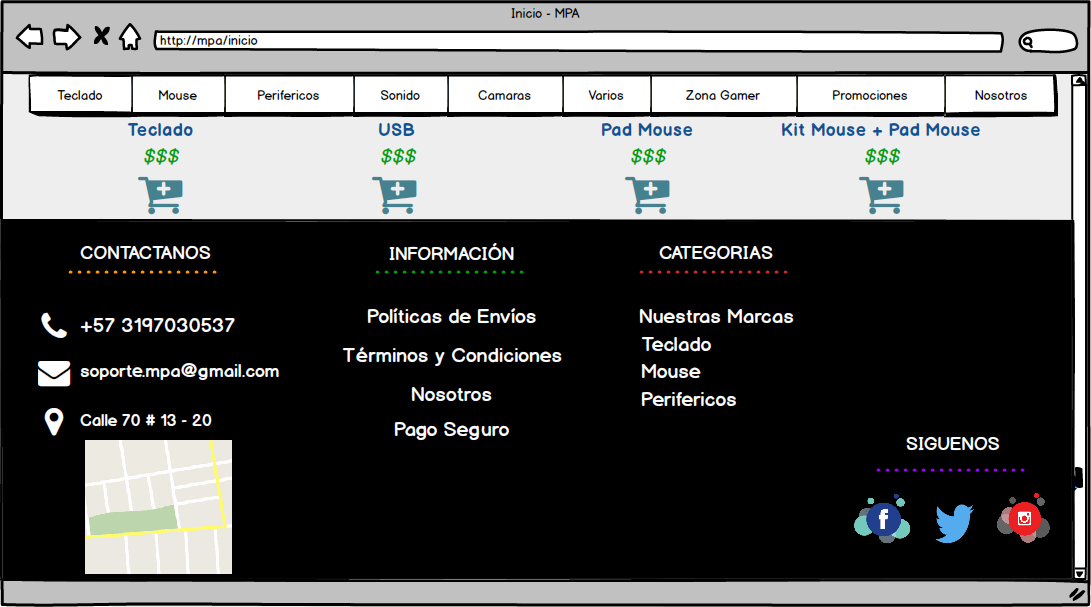 Inicio - MPA
http://mpa/inicio
Teclado Mouse Perifericos Sonido Camaras Varios Zona Gamer Promociones Nosotros
Teclado USB Pad Mouse Kit Mouse + Pad Mouse
$$$ $$$ $$$ $$$
CONTACTANOS
+57 3197030537
soporte.mpa@gmail.com
Calle 70 # 13 - 20
INFORMACIÓN
Políticas de Envíos
Términos y Condiciones
Nosotros
Pago Seguro
CATEGORIAS
Nuestras Marcas
Teclado
Mouse
Perifericos
SIGUENOS